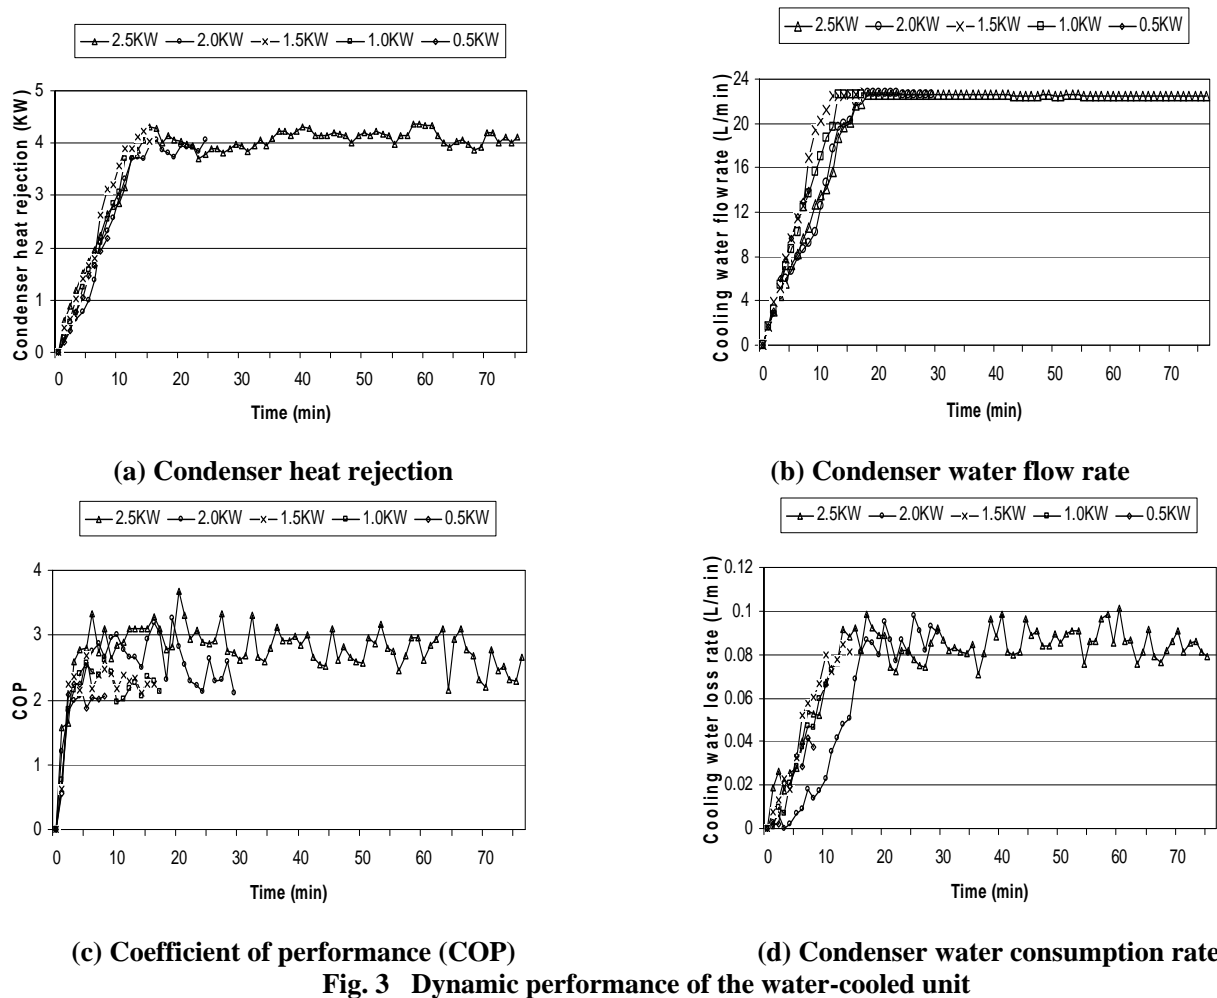 2.5KW 2.0KW 1.5KW 1.0KW 0.5KW
Condenser heat rejection (KW)
5
4
3
2
1
0
0 10 20 30 40 50 60 70
Time (min)
(a) Condenser heat rejection
2.5KW 2.0KW 1.5KW 1.0KW 0.5KW
Cooling water flow rate (L/min)
24
20
16
12
8
4
0
0 10 20 30 40 50 60 70
Time (min)
(b) Condenser water flow rate
2.5KW 2.0KW 1.5KW 1.0KW 0.5KW
COP
4
3
2
1
0
0 10 20 30 40 50 60 70
Time (min)
(c) Coefficient of performance (COP)
2.5KW 2.0KW 1.5KW 1.0KW 0.5KW
Cooling water loss rate (L/min)
0.12
0.1
0.08
0.06
0.04
0.02
0
0 10 20 30 40 50 60 70
Time (min)
(d) Condenser water consumption rate
Fig. 3 Dynamic performance of the water-cooled unit